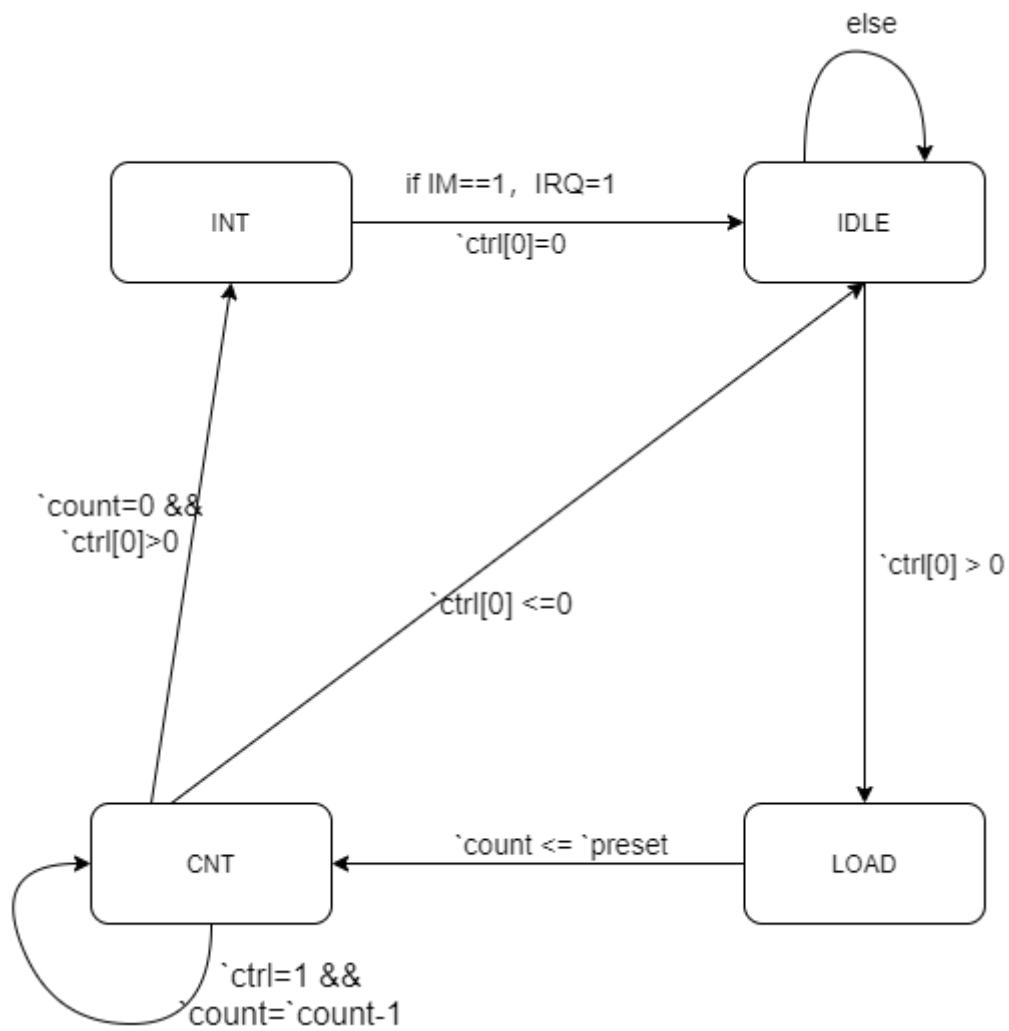 else
if IM==1，IRQ=1
INT
IDLE
`ctrl[0]=0
`count=0 &&
`ctrl[0]>0
`ctrl[0] > 0
`ctrl[0] <=0
`count <= `preset
CNT
LOAD
`ctrl=1 &&
`count=`count-1